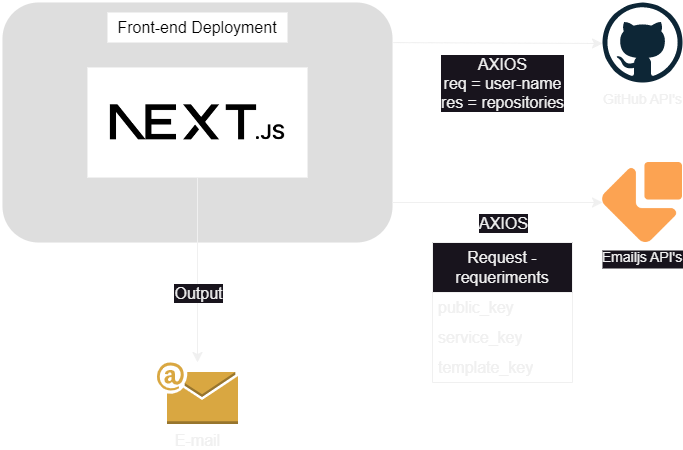 Front-end Deployment
NEXT.JS
AXIOS
req = user-name
res = repositories
GitHub API's
AXIOS
Request -
requeriments
public_key
service_key
template_key
Emailjs API's
Output
@
E-mail